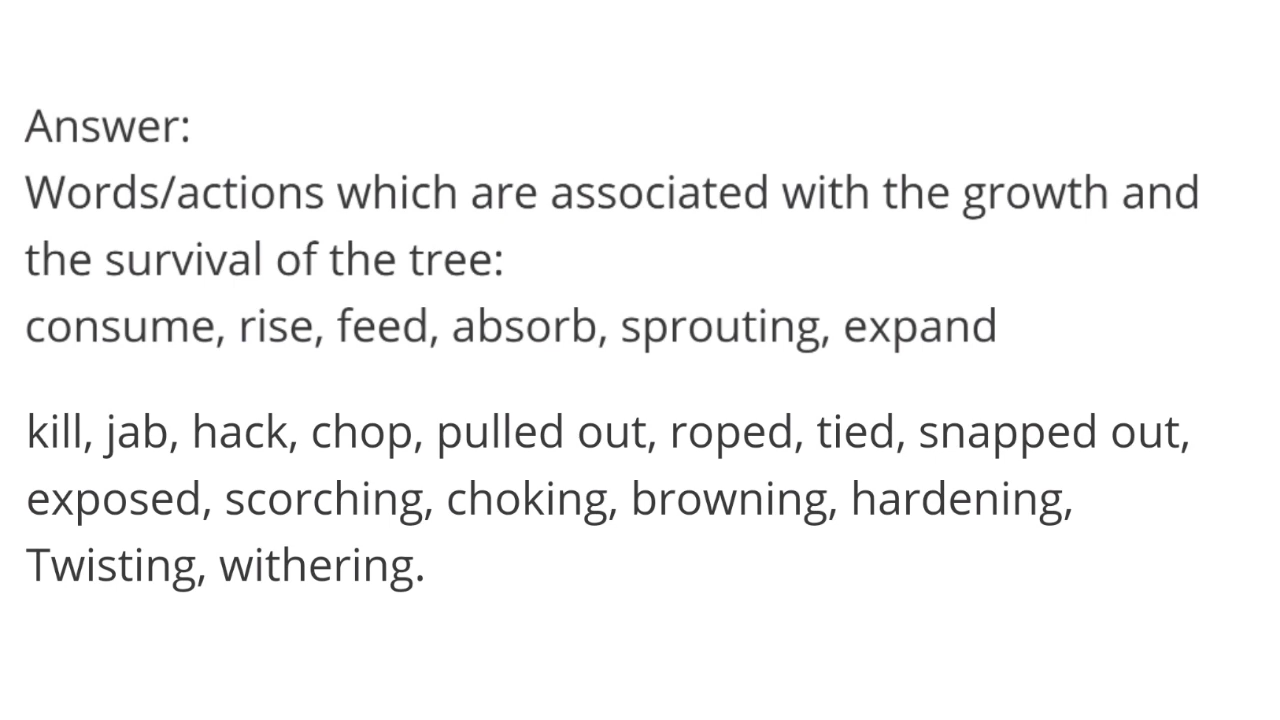 Answer:
Words/actions which are associated with the growth and
the survival of the tree:
consume, rise, feed, absorb, sprouting, expand
kill, jab, hack, chop, pulled out, roped, tied, snapped out,
exposed, scorching, choking, browning, hardening,
Twisting, withering.